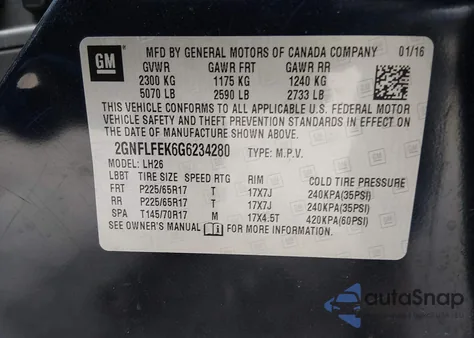 GM
MFD BY GENERAL MOTORS OF CANADA COMPANY 01/16
GVWR GAWR FRT GAWR RR
2300 KG 1175 KG 1240 KG
5070 LB 2590 LB 2733 LB
THIS VEHICLE CONFORMS TO ALL APPLICABLE U.S. FEDERAL MOTOR
VEHICLE SAFETY AND THEFT PREVENTION STANDARDS IN EFFECT
ON THE DATE OF MANUFACTURE SHOWN ABOVE.
2GNFLFEK6G6234280 TYPE: M.P.V.
MODEL: LH26
LBBT TIRE SIZE SPEED RTG RIM COLD TIRE PRESSURE
FRT P225/65R17 T 17X7J 240KPA(35PSI)
RR P225/65R17 T 17X7J 240KPA(35PSI)
SPA T145/70R17 M 17X4.5T 420KPA(60PSI)
SEE OWNER'S MANUAL FOR MORE INFORMATION.
autaSnap